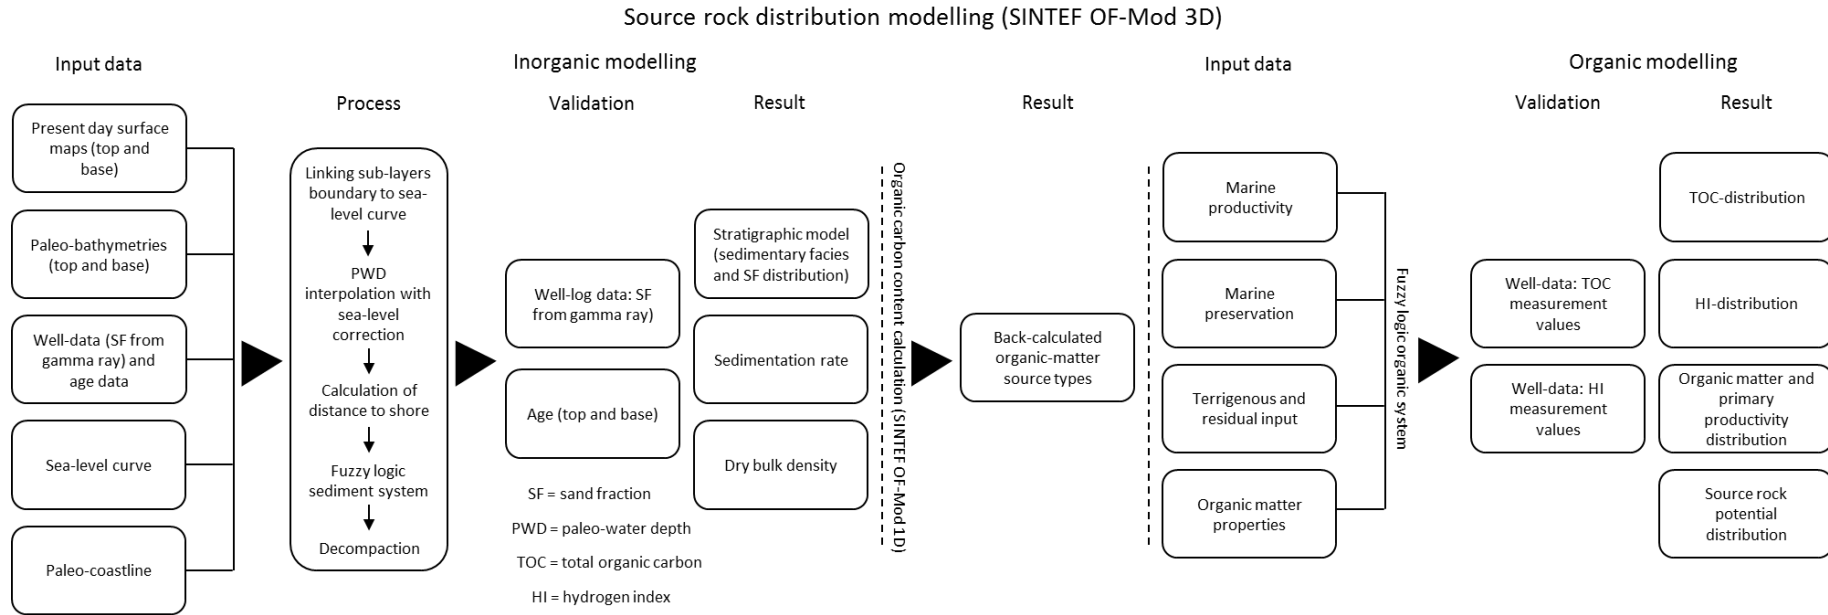 Source rock distribution modelling (SINTEF OF-Mod 3D)
Input data
Present day surface
maps (top and
base)
Paleo-bathymetries
(top and base)
Well-data (SF from
gamma ray) and
age data
Sea-level curve
Paleo-coastline
Inorganic modelling
Process
Linking sub-layers
boundary to sea-
level curve
PWD
interpolation with
sea-level
correction
Calculation of
distance to shore
Fuzzy logic
sediment system
Decompaction
Validation
Well-log data: SF
from gamma ray)
Age (top and base)
SF = sand fraction
PWD = paleo-water depth
TOC = total organic carbon
HI = hydrogen index
Result
Stratigraphic model
(sedimentary facies
and SF distribution)
Sedimentation rate
Dry bulk density
Organic carbon content calculation (SINTEF OF-Mod 1D)
Result
Back-calculated
organic-matter
source types
Input data
Marine
productivity
Marine
preservation
Terrigenous and
residual input
Organic matter
properties
Fuzzy logic organic system
Organic modelling
Validation
Well-data: TOC
measurement
values
Well-data: HI
measurement
values
Result
TOC-distribution
HI-distribution
Organic matter and
primary
productivity
distribution
Source rock
potential
distribution